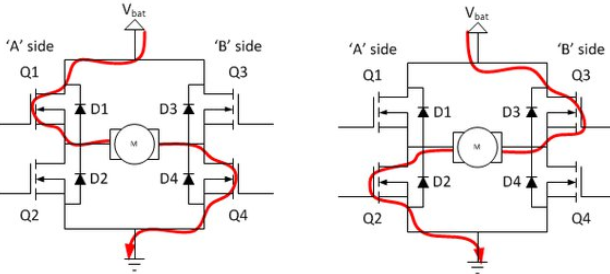 Vbat
'A' side 'B' side
Q1 Q3
D1 D3
M
D2 D4
Q2 Q4
Vbat
'A' side 'B' side
Q1 Q3
D1 D3
M
D2 D4
Q2 Q4